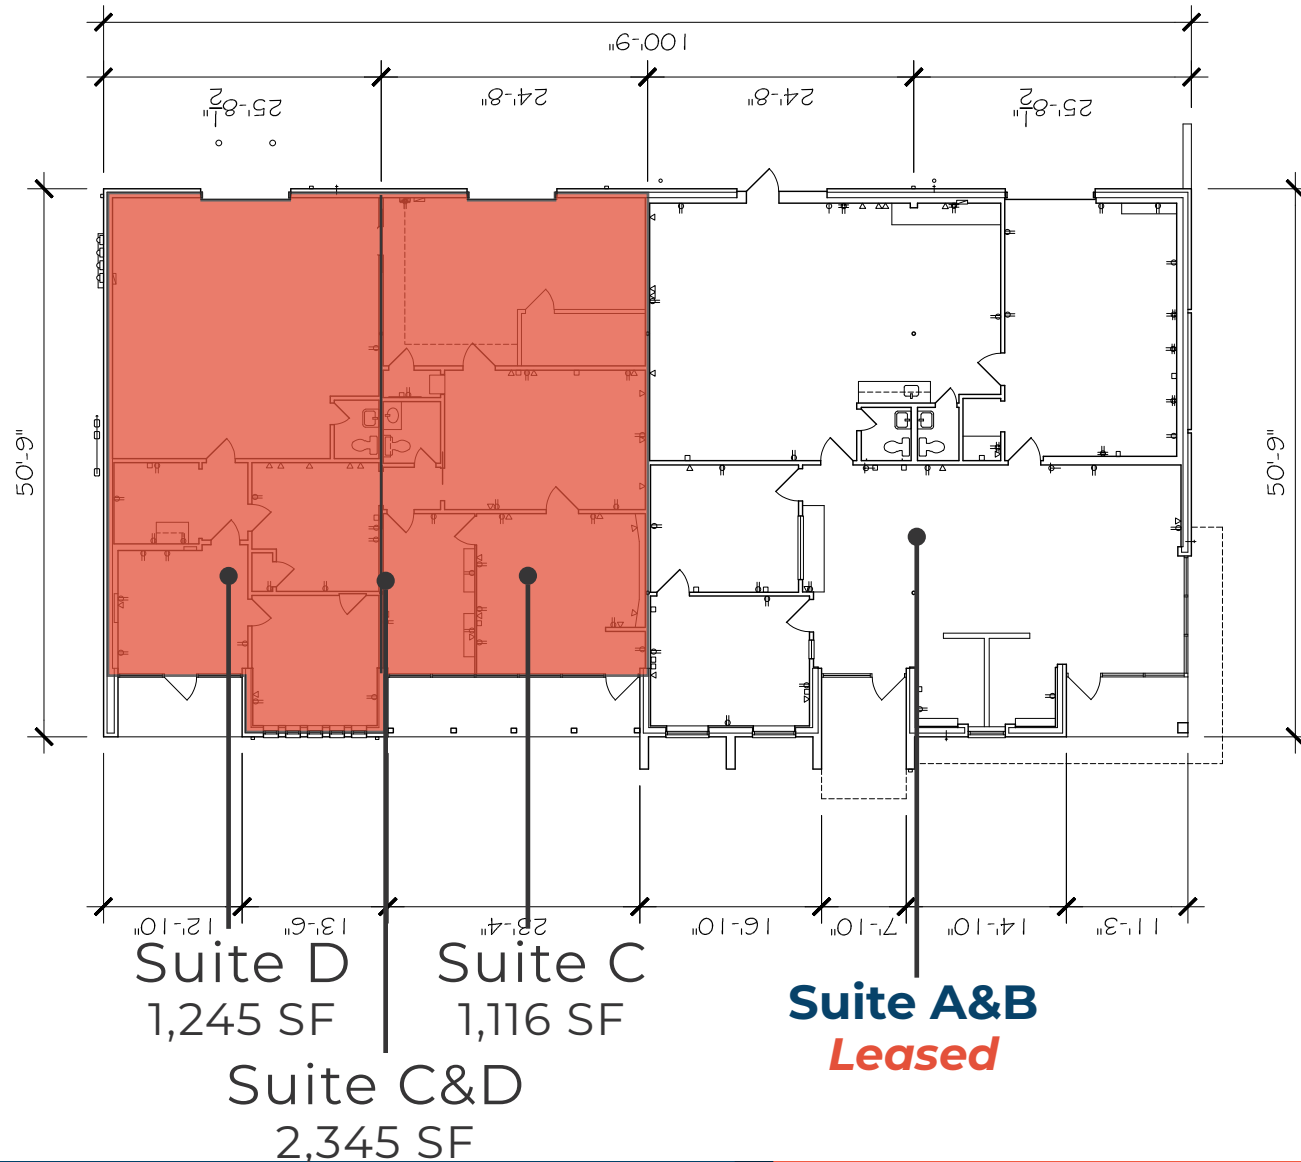 100'-9"
25'-8½"
24'-8"
24'-8"
25'-8½"
50'-9"
50'-9"
12'-10"
13'-6"
23'-4"
16'-10"
7'-10"
14'-10"
11'-3"
Suite D
1,245 SF
Suite C
1,116 SF
Suite A&B
Leased
Suite C&D
2,345 SF